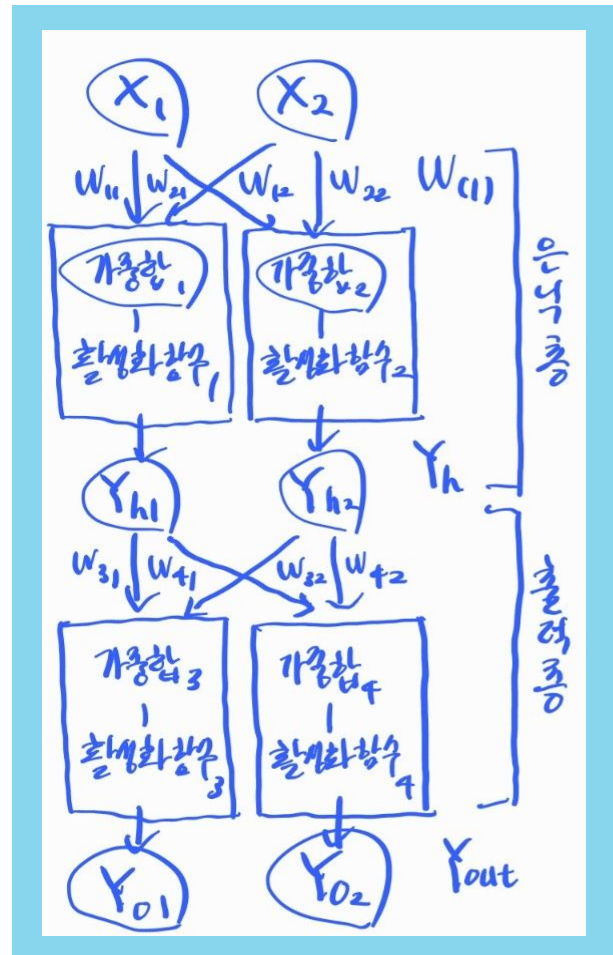 X₁ X₂
W₁₁ W₂₁ W₁₂ W₂₂ W₍₁₎
가중합₁ 가중합₂
활성화함수₁ 활성화함수₂
은닉층
Yh1 Yh2 Yh
W₃₁ W₄₁ W₃₂ W₄₂
가중합₃ 가중합₄
활성화함수₃ 활성화함수₄
출력층
Yo1 Yo2 Yout